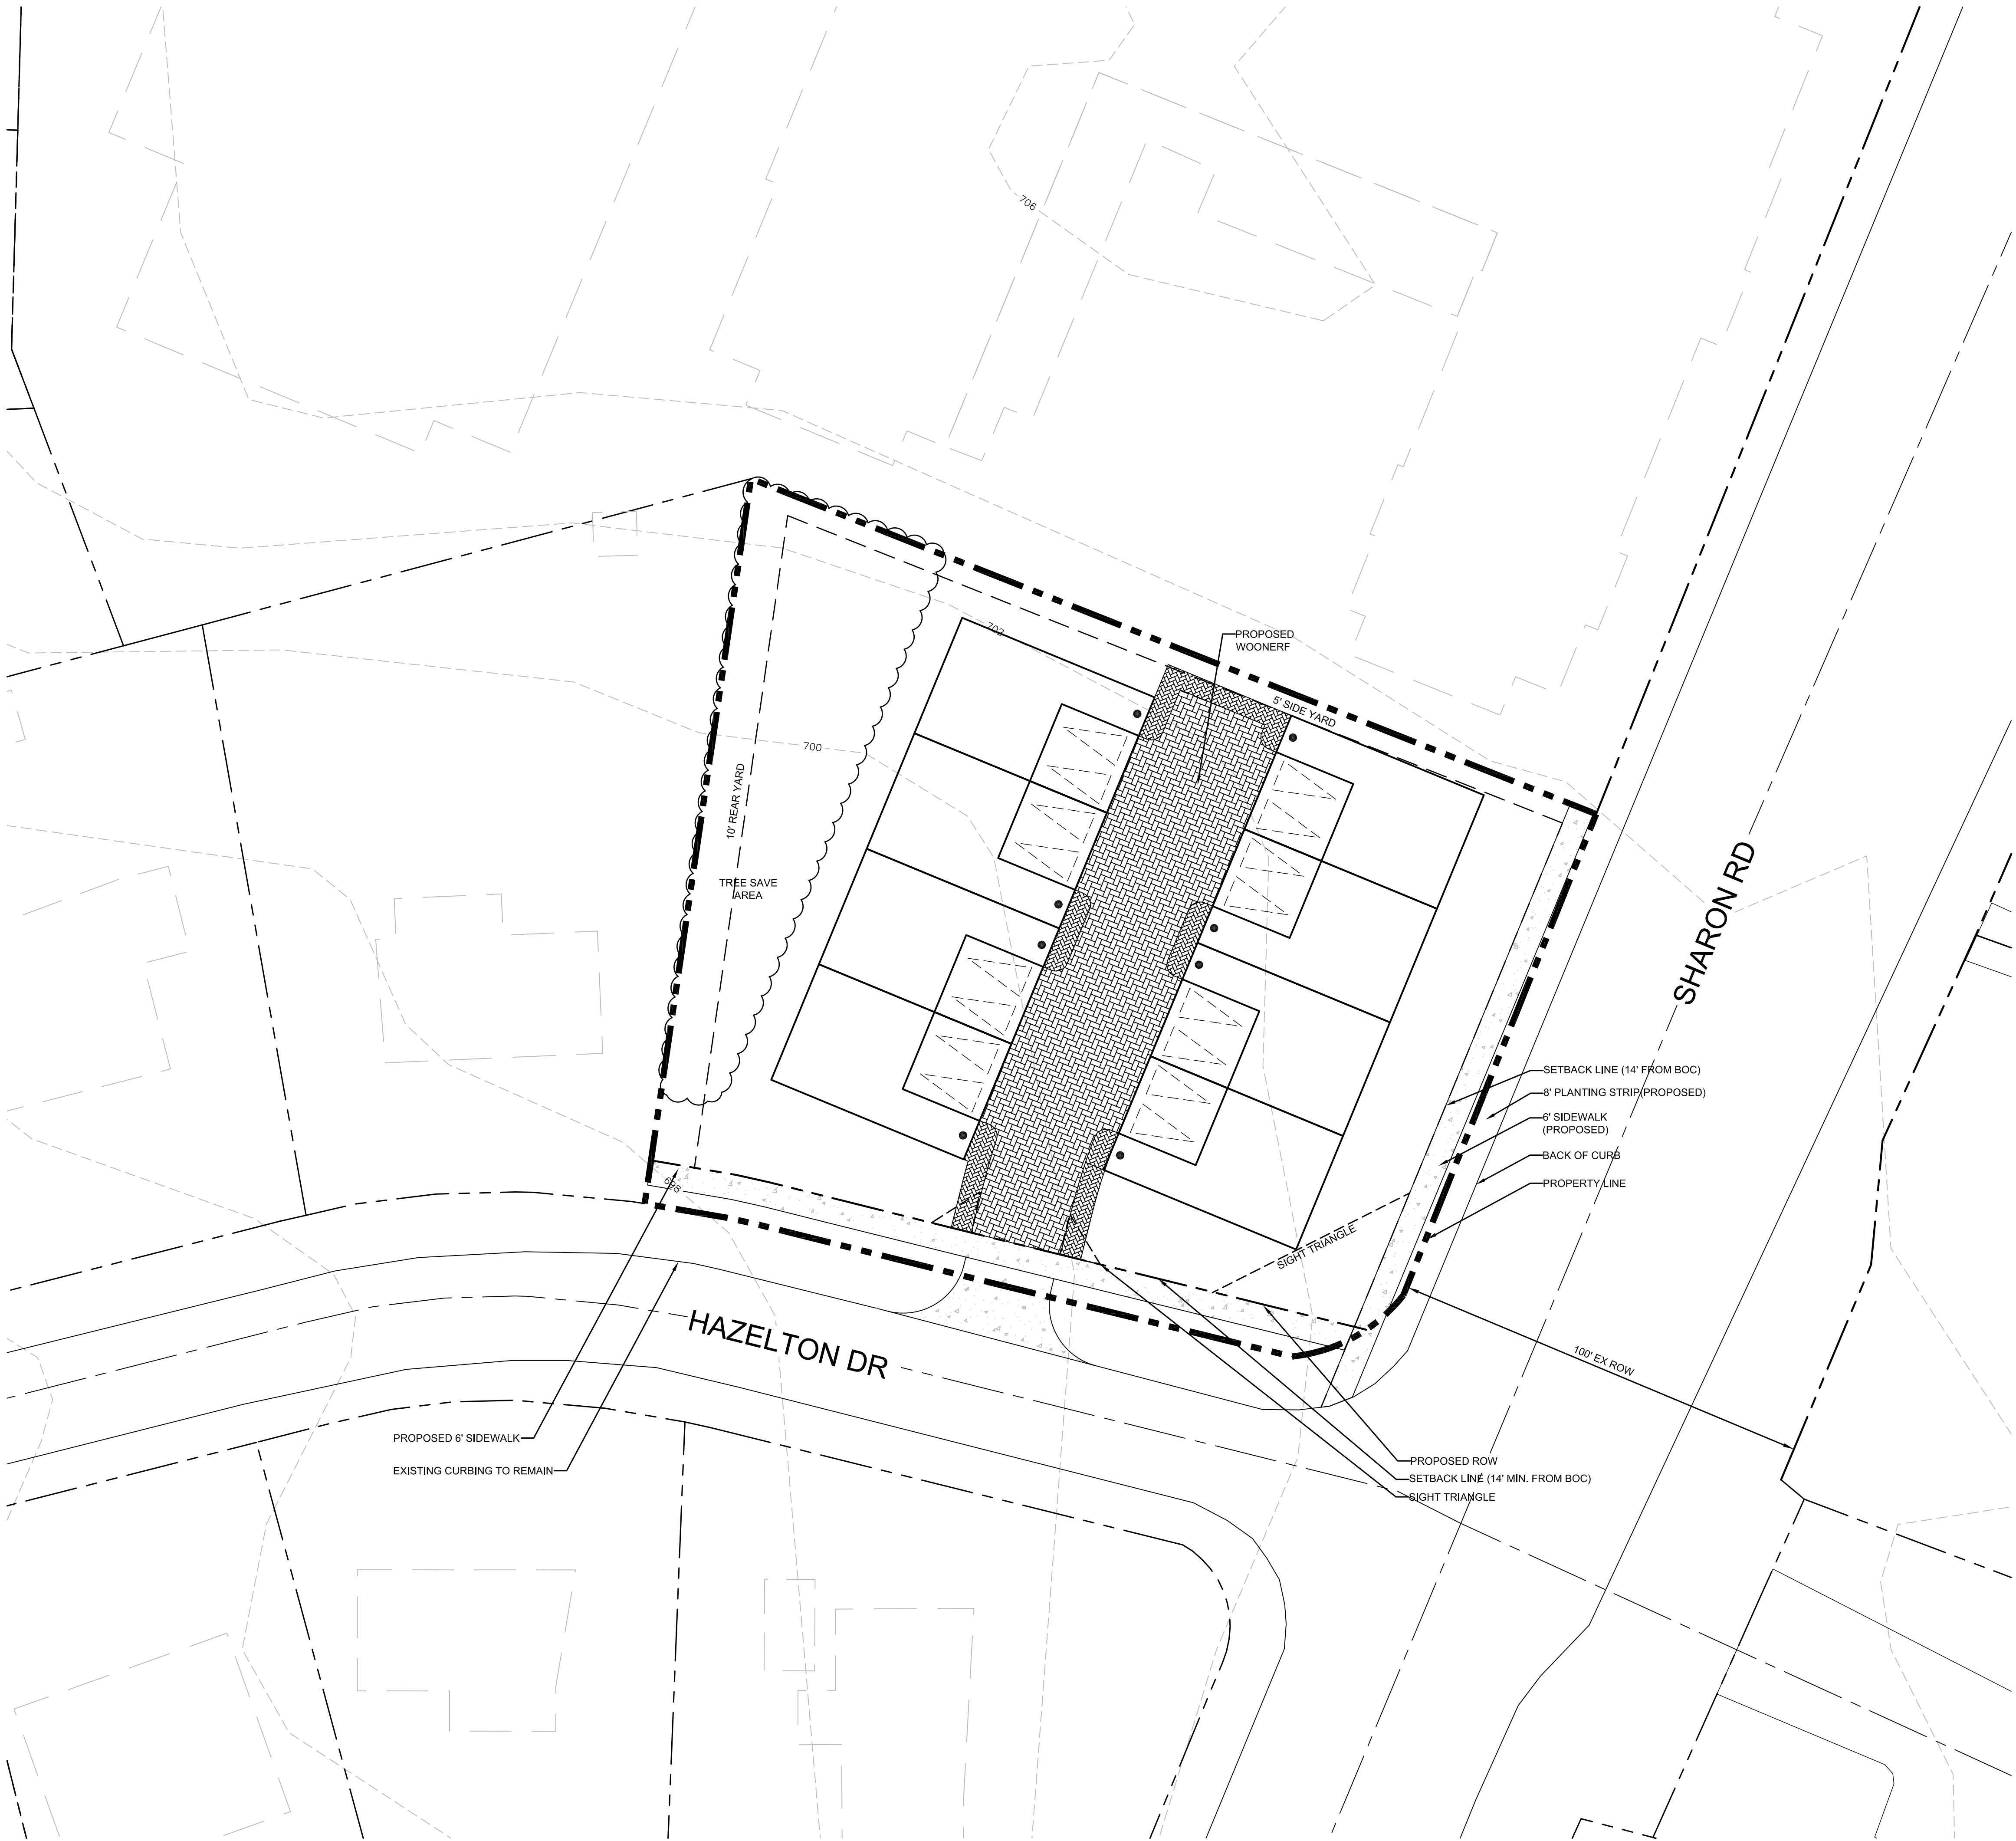 706
702
PROPOSED
WOONERF
5' SIDE YARD
700
10' REAR YARD
TREE SAVE
AREA
SHARON RD
SETBACK LINE (14' FROM BOC)
8' PLANTING STRIP(PROPOSED)
6' SIDEWALK
(PROPOSED)
BACK OF CURB
PROPERTY LINE
698
SIGHT TRIANGLE
HAZELTON DR
100' EX ROW
PROPOSED 6' SIDEWALK
EXISTING CURBING TO REMAIN
PROPOSED ROW
SETBACK LINE (14' MIN. FROM BOC)
SIGHT TRIANGLE